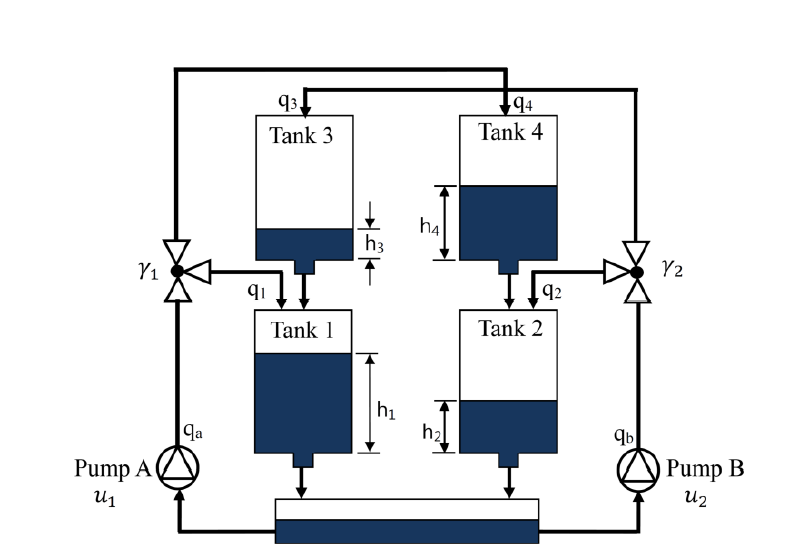 q₃
q₄
Tank 3
Tank 4
h₄
h₃
γ₁
γ₂
q₁
q₂
Tank 1
Tank 2
h₁
h₂
qₐ
q_b
Pump A
Pump B
u₁
u₂